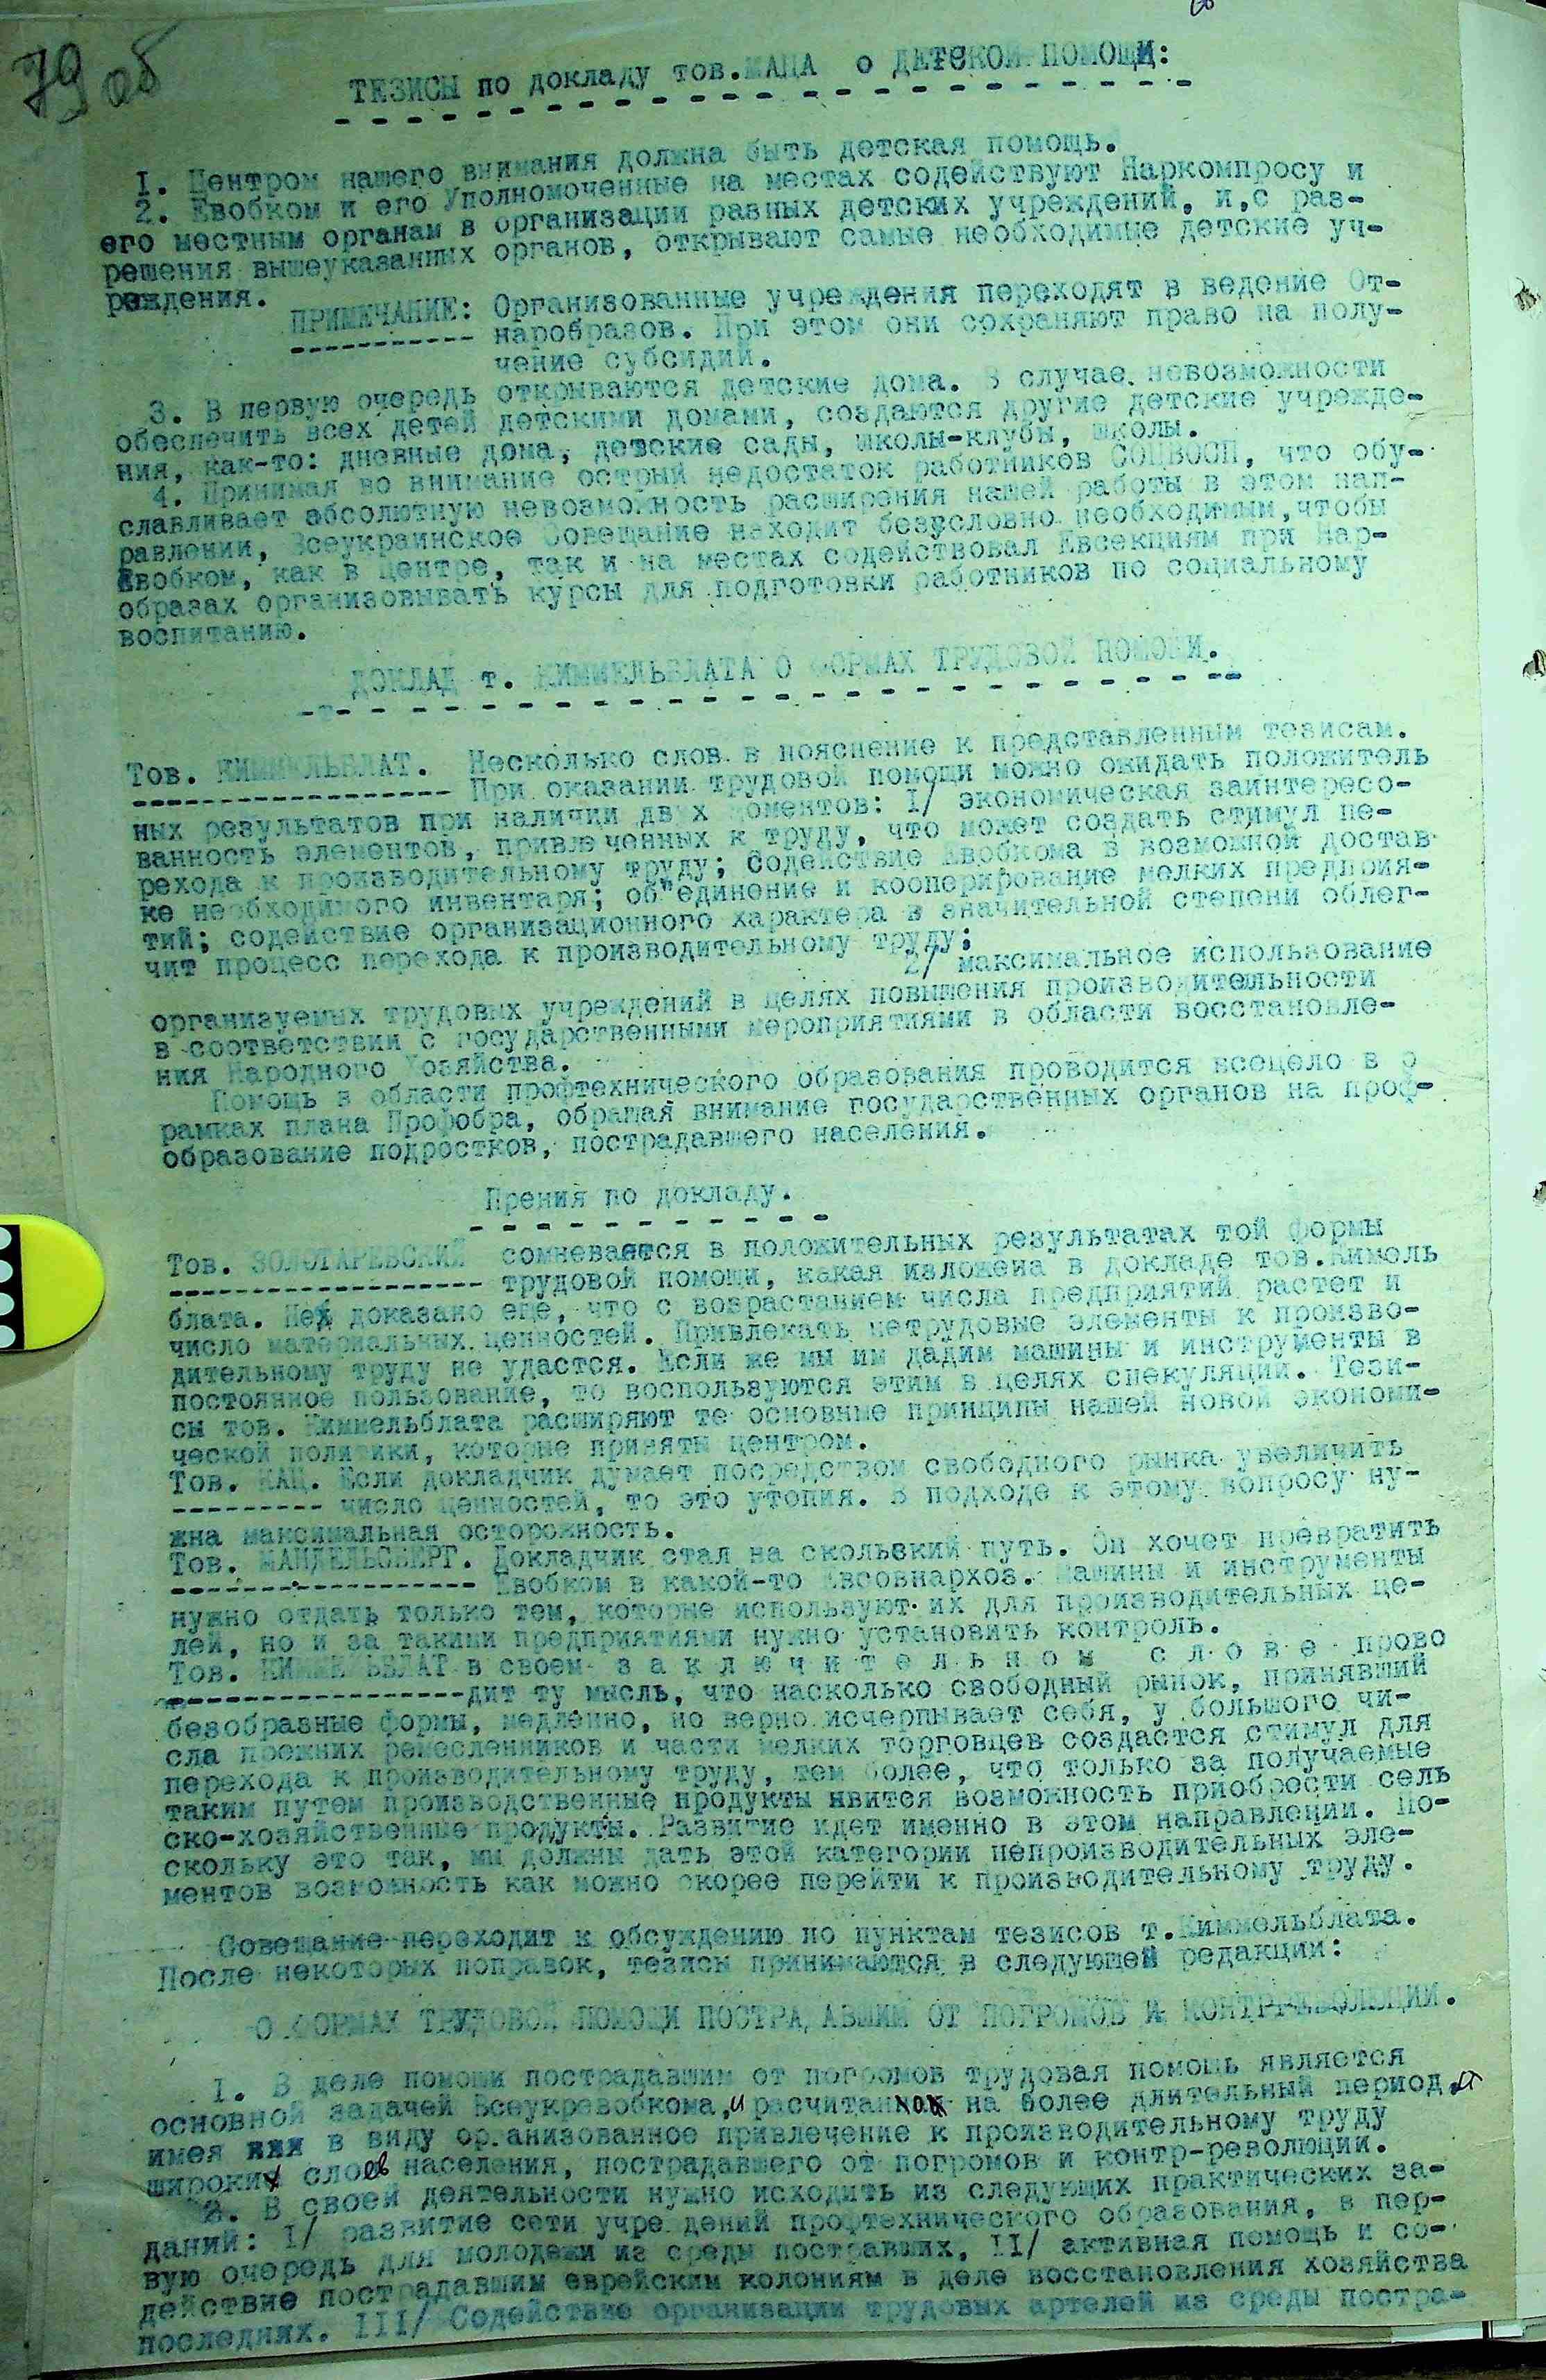 79 об
ТЕЗИСЫ по докладу тов. о ДЕТСКОЙ ПОМОЩИ:
I. Центром нашего внимания должна быть детская помощь.
2. Евобком и его Уполномоченные на местах содействуют Наркомпросу и
его местным органам в организации разных детских учреждений, и,с раз-
решения вышеуказанных органов, открывают самые необходимые детские уч-
реждения.
ПРИМЕЧАНИЕ: Организованные учреждения переходят в ведение От-
наробразов. При этом они сохраняют право на полу-
чение субсидий.
3. В первую очередь открываются детские дома. В случае невозможности
обеспечить всех детей детскими домами, создаются другие детские учрежде-
ния, как-то: дневные дома, детские сады, школы-клубы, школы.
4. Принимая во внимание острый недостаток работников СОЦВОСП, что обу-
славливает абсолютную невозможность расширения нашей работы в этом нап-
равлении, Всеукраинское Совещание находит безусловно необходимым,чтобы
Евобком, как в центре, так и на местах содействовал Евсекциям при Нар-
образах организовывать курсы для подготовки работников по социальному
воспитанию.
ДОКЛАД т. КИММЕЛЬБЛАТА О ФОРМАХ ТРУДОВОЙ ПОМОЩИ.
Тов. КИММЕЛЬБЛАТ. Несколько слов в пояснение к представленным тезисам.
При оказании трудовой помощи можно ожидать положитель
ных результатов при наличии двух моментов: I/ экономическая заинтересо-
ванность элементов, привлеченных к труду, что может создать стимул пе-
рехода к производительному труду; Содействие Евобкома в возможной достав
ке необходимого инвентаря; об"единение и кооперирование мелких предприя-
тий; содействие организационного характера в значительной степени облег-
чит процесс перехода к производительному труду;
2/ максимальное использование
организуемых трудовых учреждений в целях повышения производительности
в соответствии с государственными мероприятиями в области восстановле-
ния Народного Хозяйства.
Помощь в области профтехнического образования проводится всецело в о
рамках плана Профобра, обращая внимание государственных органов на проф-
образование подростков, пострадавшего населения.
Прения по докладу.
Тов. ЗОЛОТАРЕВСКИЙ сомневается в положительных результатах той формы
трудовой помощи, какая изложена в докладе тов.Кимель
блата. Не доказано еще, что с возрастанием числа предприятий растет и
число материальных ценностей. Привлекать нетрудовые элементы к произво-
дительному труду не удастся. Если же мы им дадим машины и инструменты в
постоянное пользование, то воспользуются этим в целях спекуляции. Тези-
сы тов. Киммельблата расширяют те основные принципы нашей новой экономи-
ческой политики, которые приняты центром.
Тов. КАЦ. Если докладчик думает посредством свободного рынка увеличить
число ценностей, то это утопия. В подходе к этому вопросу ну-
жна максимальная осторожность.
Тов. МАНДЕЛЬСБЕРГ. Докладчик стал на скользкий путь. Он хочет превратить
Евобком в какой-то Евсовнархоз. Машины и инструменты
нужно отдать только тем, которые используют их для производительных це-
лей, но и за такими предприятиями нужно установить контроль.
Тов. КИММЕЛЬБЛАТ в своем з а к л ю ч и т е л ь н о м с л о в е прово
дит ту мысль, что насколько свободный рынок, принявший
безобразные формы, медленно, но верно исчерпывает себя, у большого чи-
сла прежних ремесленников и части мелких торговцев создастся стимул для
перехода к производительному труду, тем более, что только за получаемые
таким путем производственные продукты явится возможность приобрести сель
ско-хозяйственные продукты. Развитие идет именно в этом направлении. По-
скольку это так, мы должны дать этой категории непроизводительных эле-
ментов возможность как можно скорее перейти к производительному труду.
Совещание переходит к обсуждению по пунктам тезисов т.Киммельблата.
После некоторых поправок, тезисы принимаются в следующей редакции:
О ФОРМАХ ТРУДОВОЙ ПОМОЩИ ПОСТРАДАВШИМ ОТ ПОГРОМОВ И КОНТР-РЕВОЛЮЦИИ.
I. В деле помощи пострадавшим от погромов трудовая помощь является
основной задачей Всеукревобкома, и расчитанной на более длительный период,
имея в виду организованное привлечение к производительному труду
широких слоев населения, пострадавшего от погромов и контр-революции.
2. В своей деятельности нужно исходить из следующих практических за-
даний: I/ развитие сети учреждений профтехнического образования, в пер-
вую очередь для молодежи из среды постравших, II/ активная помощь и со-
действие пострадавшим еврейским колониям в деле восстановления хозяйства
последних. III/ Содействие организации трудовых артелей из среды постра-